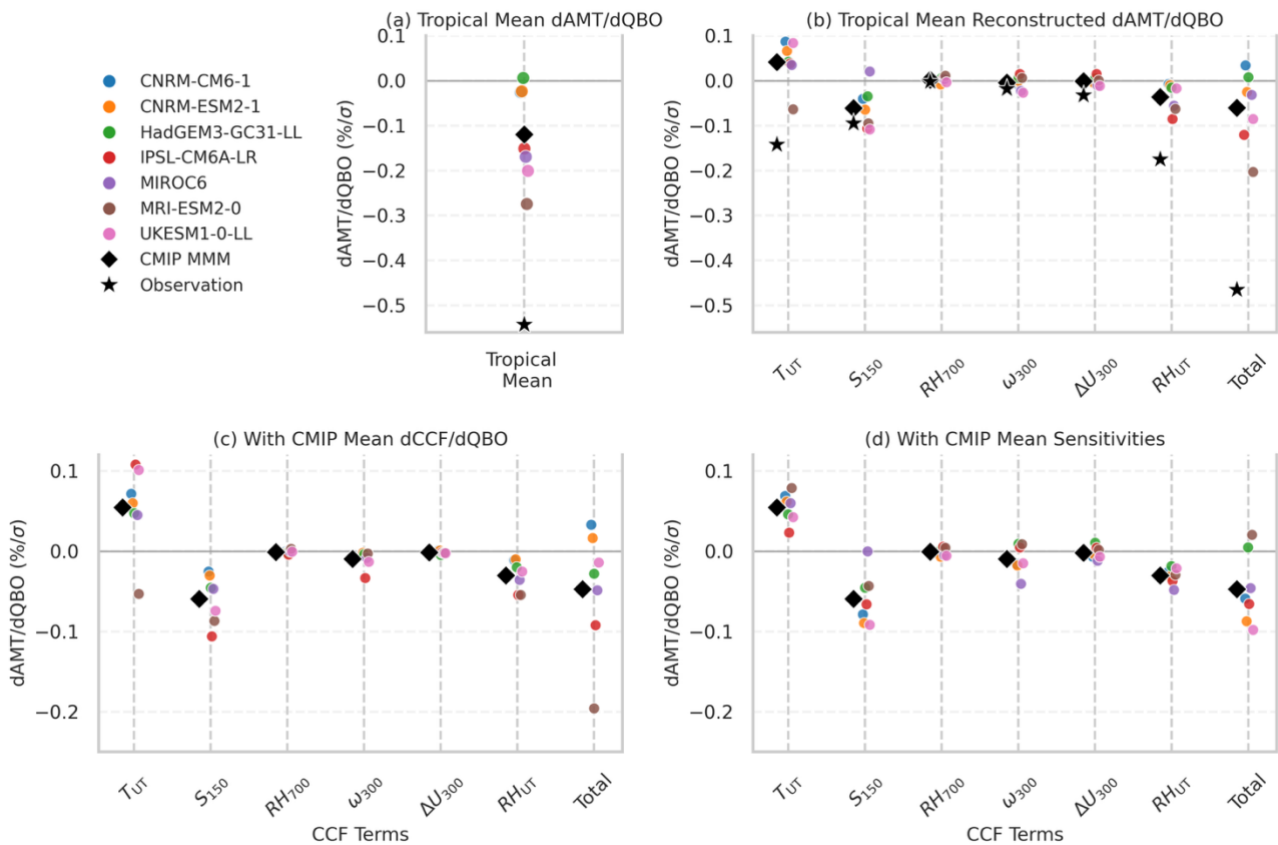 (a) Tropical Mean dAMT/dQBO
(b) Tropical Mean Reconstructed dAMT/dQBO
CNRM-CM6-1
CNRM-ESM2-1
HadGEM3-GC31-LL
IPSL-CM6A-LR
MIROC6
MRI-ESM2-0
UKESM1-0-LL
CMIP MMM
Observation
dAMT/dQBO (%/σ)
0.1
0.0
−0.1
−0.2
−0.3
−0.4
−0.5
Tropical
Mean
dAMT/dQBO (%/σ)
0.1
0.0
−0.1
−0.2
−0.3
−0.4
−0.5
T_UT
S_150
RH_700
ω_300
ΔU_300
RH_UT
Total
(c) With CMIP Mean dCCF/dQBO
dAMT/dQBO (%/σ)
0.1
0.0
−0.1
−0.2
T_UT
S_150
RH_700
ω_300
ΔU_300
RH_UT
Total
CCF Terms
(d) With CMIP Mean Sensitivities
dAMT/dQBO (%/σ)
0.1
0.0
−0.1
−0.2
T_UT
S_150
RH_700
ω_300
ΔU_300
RH_UT
Total
CCF Terms